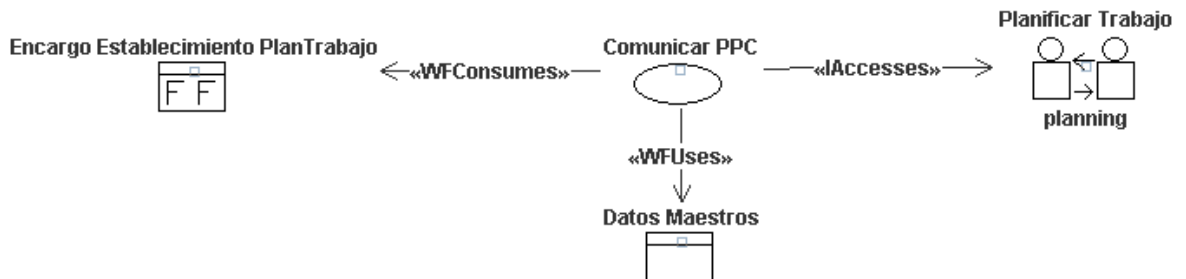 Planificar Trabajo
Encargo Establecimiento PlanTrabajo
Comunicar PPC
«WFConsumes»
«IAccesses»
F F
planning
«WFUses»
Datos Maestros